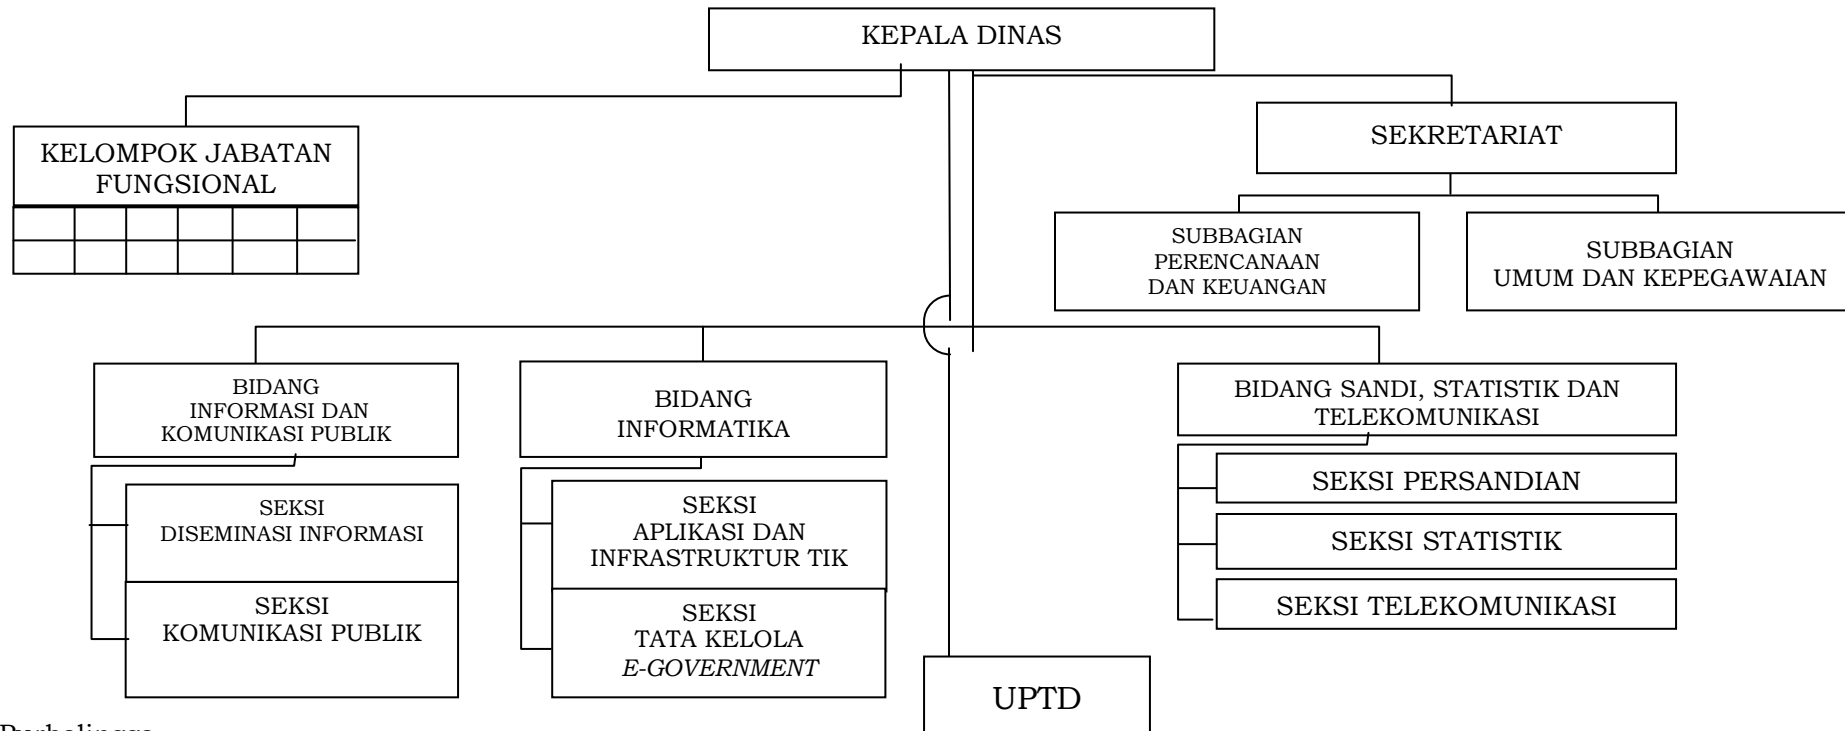 KEPALA DINAS
KELOMPOK JABATAN
FUNGSIONAL
SEKRETARIAT
SUBBAGIAN
PERENCANAAN
DAN KEUANGAN
SUBBAGIAN
UMUM DAN KEPEGAWAIAN
BIDANG
INFORMASI DAN
KOMUNIKASI PUBLIK
SEKSI
DISEMINASI INFORMASI
SEKSI
KOMUNIKASI PUBLIK
BIDANG
INFORMATIKA
SEKSI
APLIKASI DAN
INFRASTRUKTUR TIK
SEKSI
TATA KELOLA
E-GOVERNMENT
BIDANG SANDI, STATISTIK DAN
TELEKOMUNIKASI
SEKSI PERSANDIAN
SEKSI STATISTIK
SEKSI TELEKOMUNIKASI
UPTD